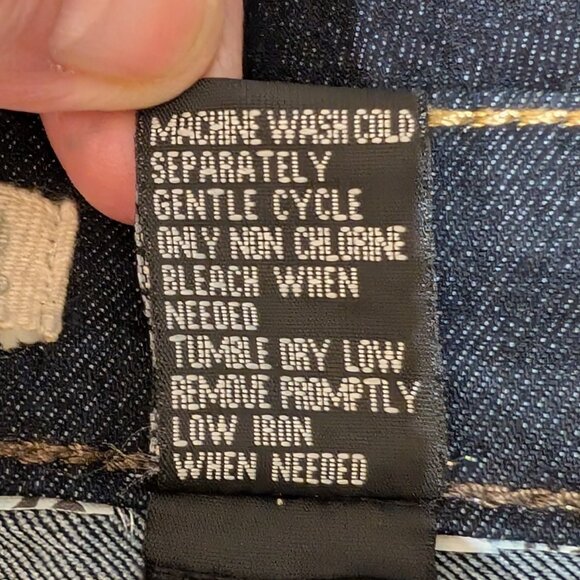 MACHINE WASH COLD
SEPARATELY
GENTLE CYCLE
ONLY NON CHLORINE
BLEACH WHEN
NEEDED
TUMBLE DRY LOW
REMOVE PROMPTLY
LOW IRON
WHEN NEEDED